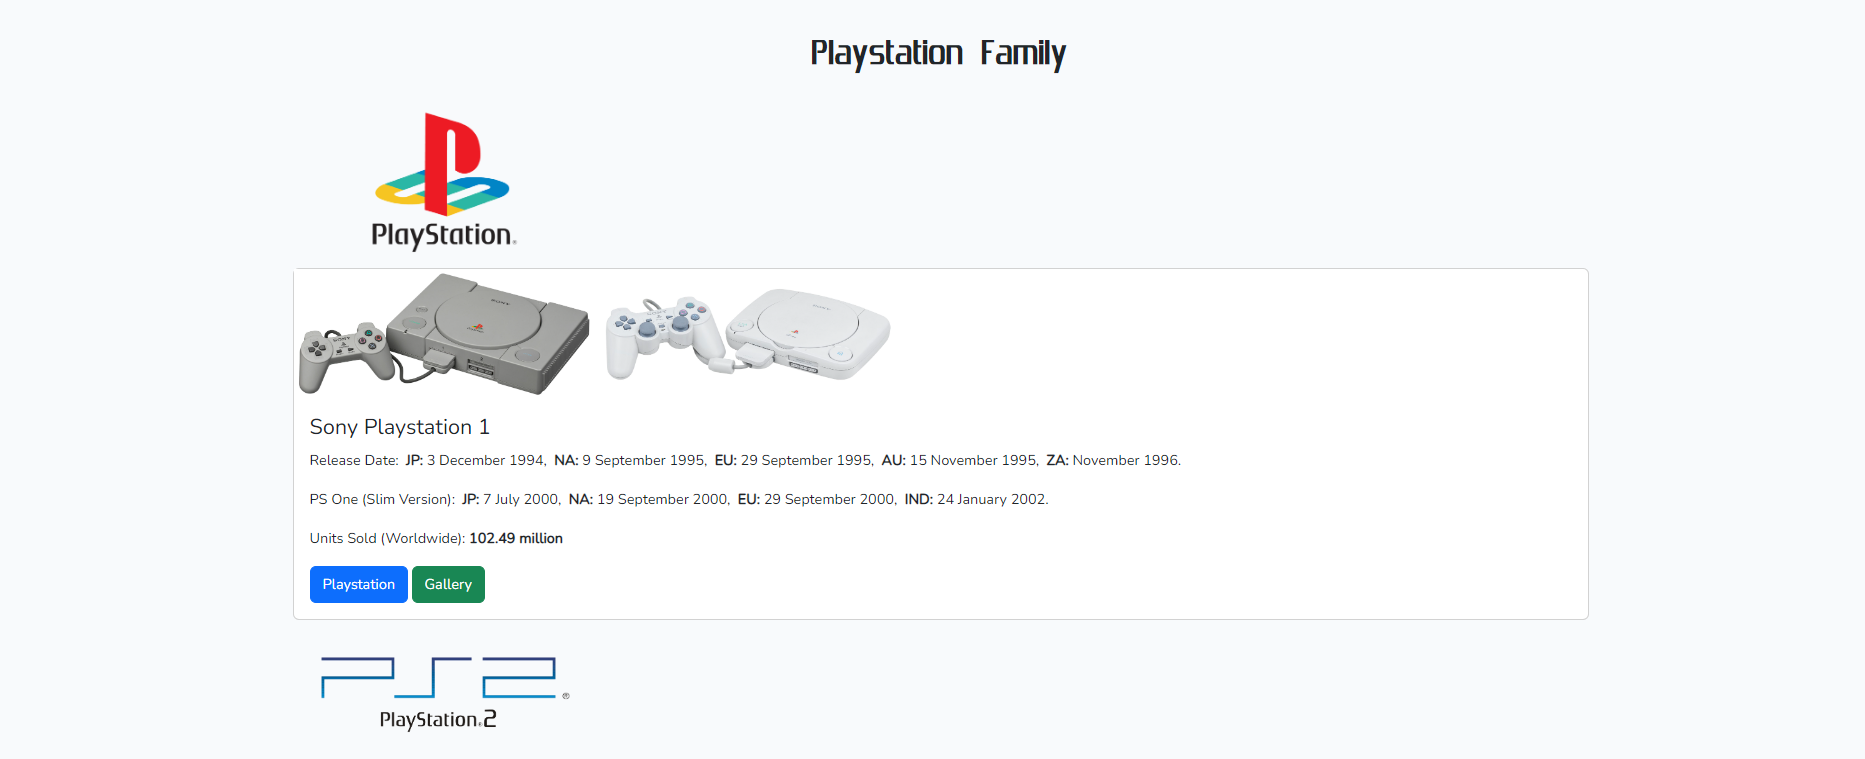 Playstation Family
PlayStation®
SONY
SONY
SONY
Sony Playstation 1
Release Date: JP: 3 December 1994, NA: 9 September 1995, EU: 29 September 1995, AU: 15 November 1995, ZA: November 1996.
PS One (Slim Version): JP: 7 July 2000, NA: 19 September 2000, EU: 29 September 2000, IND: 24 January 2002.
Units Sold (Worldwide): 102.49 million
Playstation Gallery
PS2®
PlayStation®2